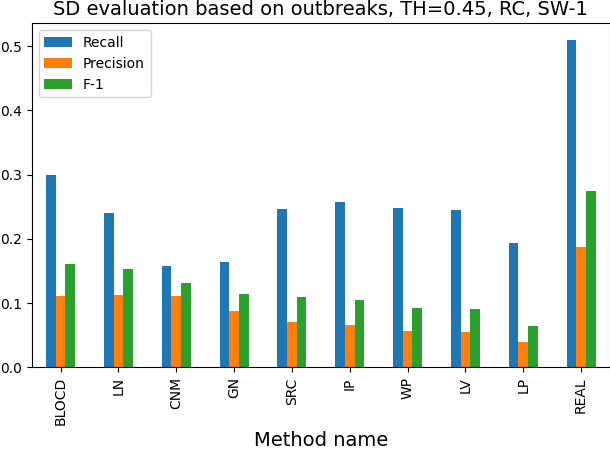 SD evaluation based on outbreaks, TH=0.45, RC, SW-1
Recall
Precision
F-1
0.5
0.4
0.3
0.2
0.1
0.0
BLOCD
LN
CNM
GN
SRC
IP
WP
LV
LP
REAL
Method name